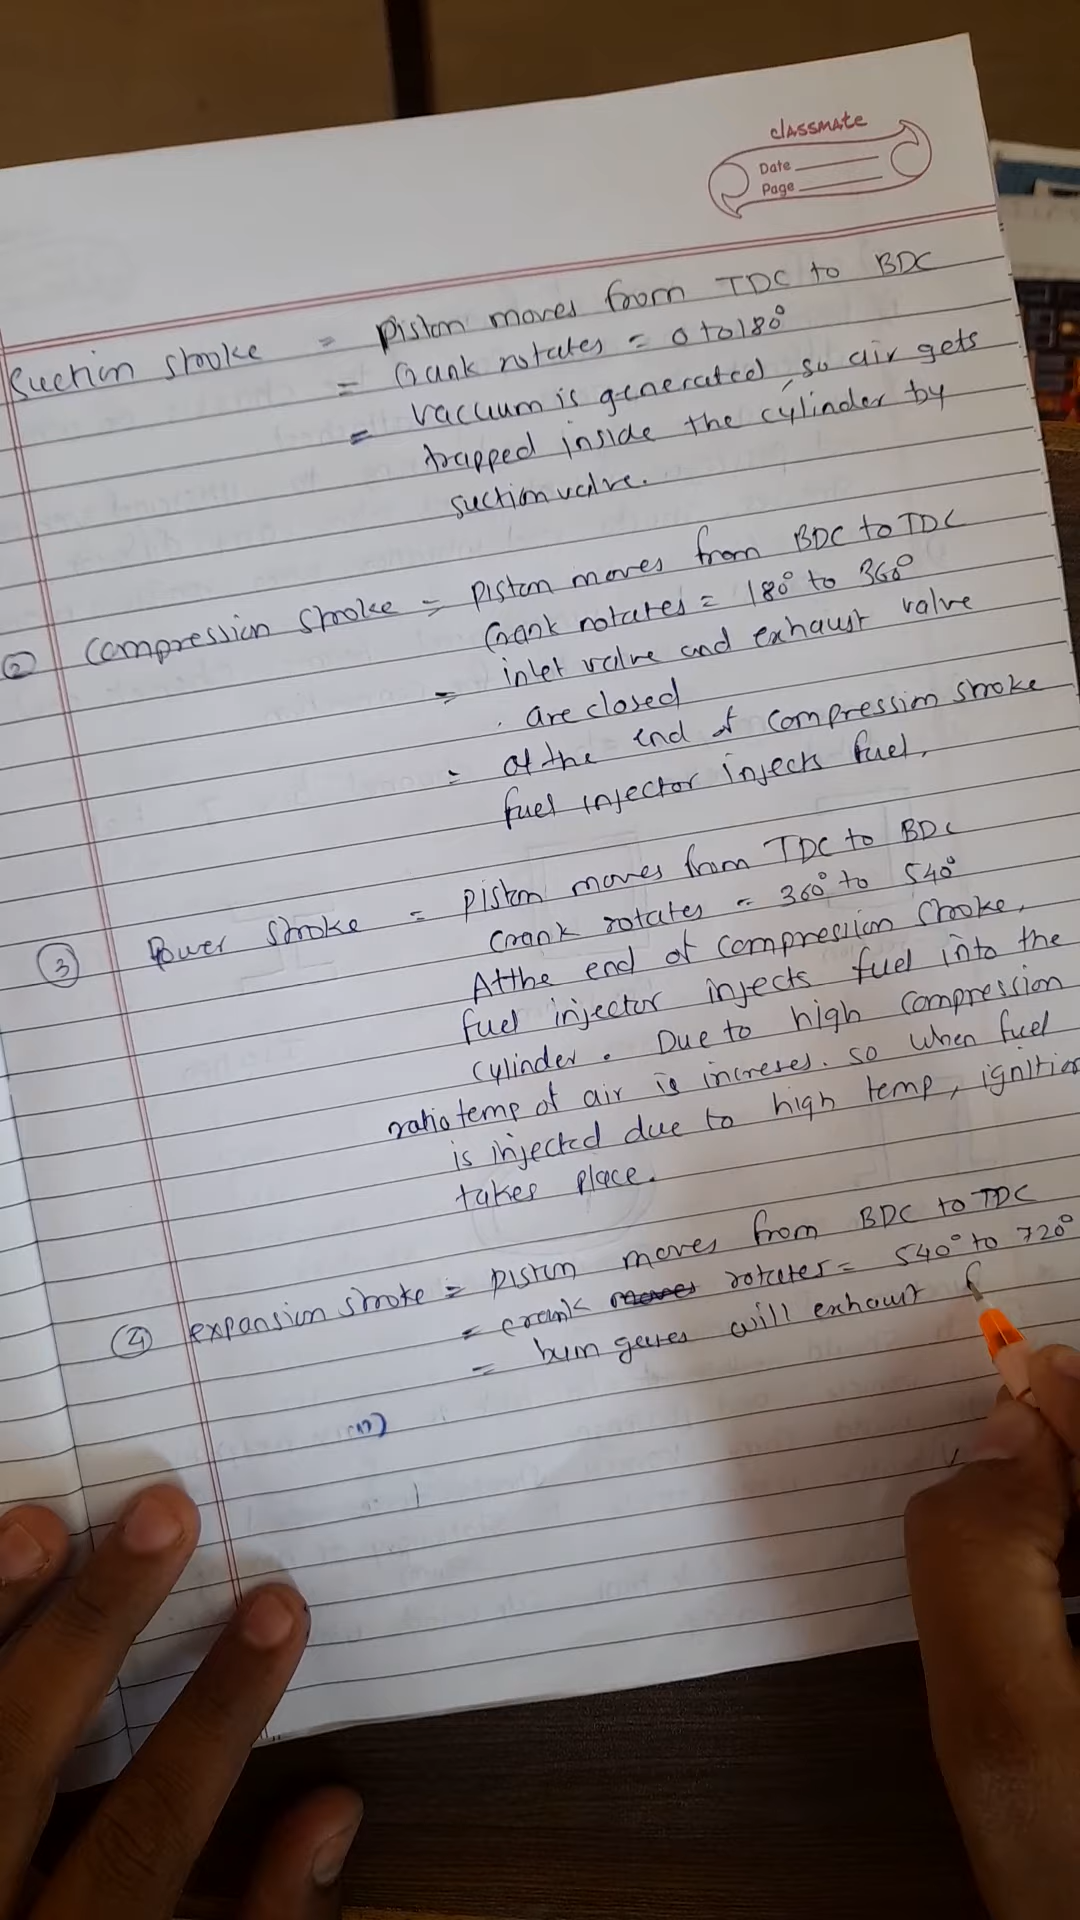 classmate
Date
Page
Suction stroke = piston moves from TDC to BDC
= Crank rotates = 0 to 180°
= vaccum is generated, so air gets
trapped inside the cylinder by
suction valve.
② compression stroke = piston moves from BDC to TDC
Crank rotates = 180° to 360°
= inlet valve and exhaust valve
are closed
= at the end of compression stroke
fuel injector injects fuel.
③ Power stroke = piston moves from TDC to BDC
Crank rotates = 360° to 540°
At the end of compression stroke,
fuel injector injects fuel into the
cylinder. Due to high compression
ratio temp of air is increses. so when fuel
is injected due to high temp, ignition
takes place.
④ expansion stroke = piston moves from BDC to TDC
= crank moves rotates = 540° to 720°
= burn gases will exhaust f